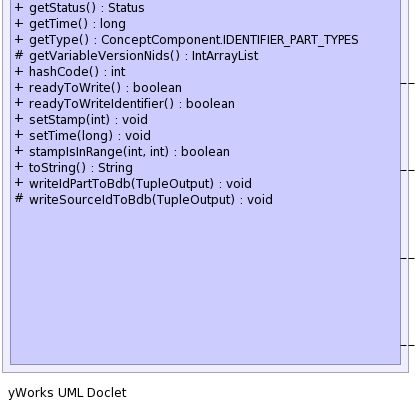 + getStatus() : Status
+ getTime() : long
+ getType() : ConceptComponent.IDENTIFIER_PART_TYPES
# getVariableVersionNids() : IntArrayList
+ hashCode() : int
+ readyToWrite() : boolean
+ readyToWriteIdentifier() : boolean
+ setStamp(int) : void
+ setTime(long) : void
+ stampIsInRange(int, int) : boolean
+ toString() : String
+ writeIdPartToBdb(TupleOutput) : void
# writeSourceIdToBdb(TupleOutput) : void
yWorks UML Doclet